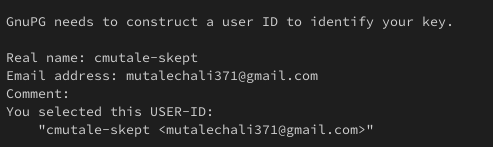 GnuPG needs to construct a user ID to identify your key.
Real name: cmutale-skept
Email address: mutalechali371@gmail.com
Comment:
You selected this USER-ID:
"cmutale-skept <mutalechali371@gmail.com>"